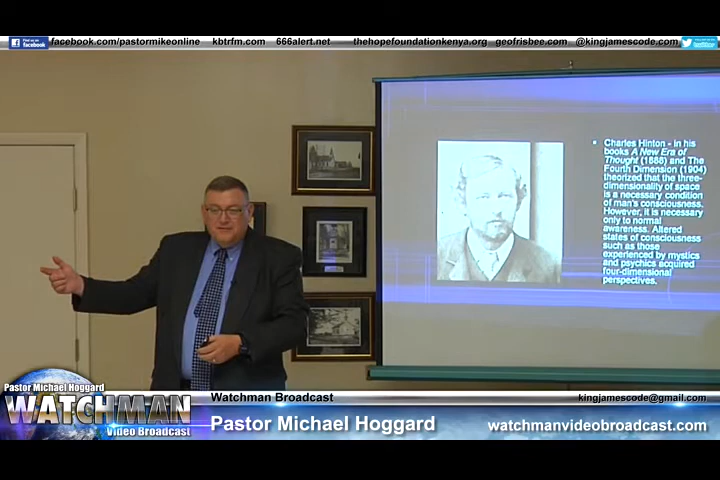 Find us on facebook
facebook.com/pastormikeonline kbtrfm.com 666alert.net thehopefoundationkenya.org geofrisbee.com @kingjamescode.com
Charles Hinton - in his
books A New Era of
Thought (1888) and The
Fourth Dimension (1904)
theorized that the three-
dimensionality of space
is a necessary condition
of man's consciousness.
However, it is necessary
only to normal
awareness. Altered
states of consciousness
such as those
experienced by mystics
and psychics acquired
four-dimensional
perspectives.
Pastor Michael Hoggard
WATCHMAN
Video Broadcast
Watchman Broadcast
kingjamescode@gmail.com
Pastor Michael Hoggard
watchmanvideobroadcast.com